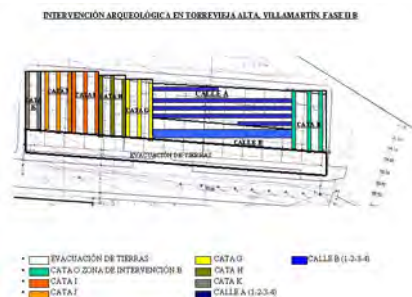 INTERVENCIÓN ARQUEOLÓGICA EN TORREVIEJA ALTA, VILLAMARTÍN. FASE II B
CATA K
CATA J
CATA I
CATA H
CATA G
CALLE A
CATA
CALLE B
EVACUACIÓN DE TIERRAS
EVACUACIÓN DE TIERRAS
CATA O ZONA DE INTERVENCIÓN B
CATA I
CATA J
CATA G
CATA H
CATA K
CALLE A (1-2-3-4)
CALLE B (1-2-3-4)